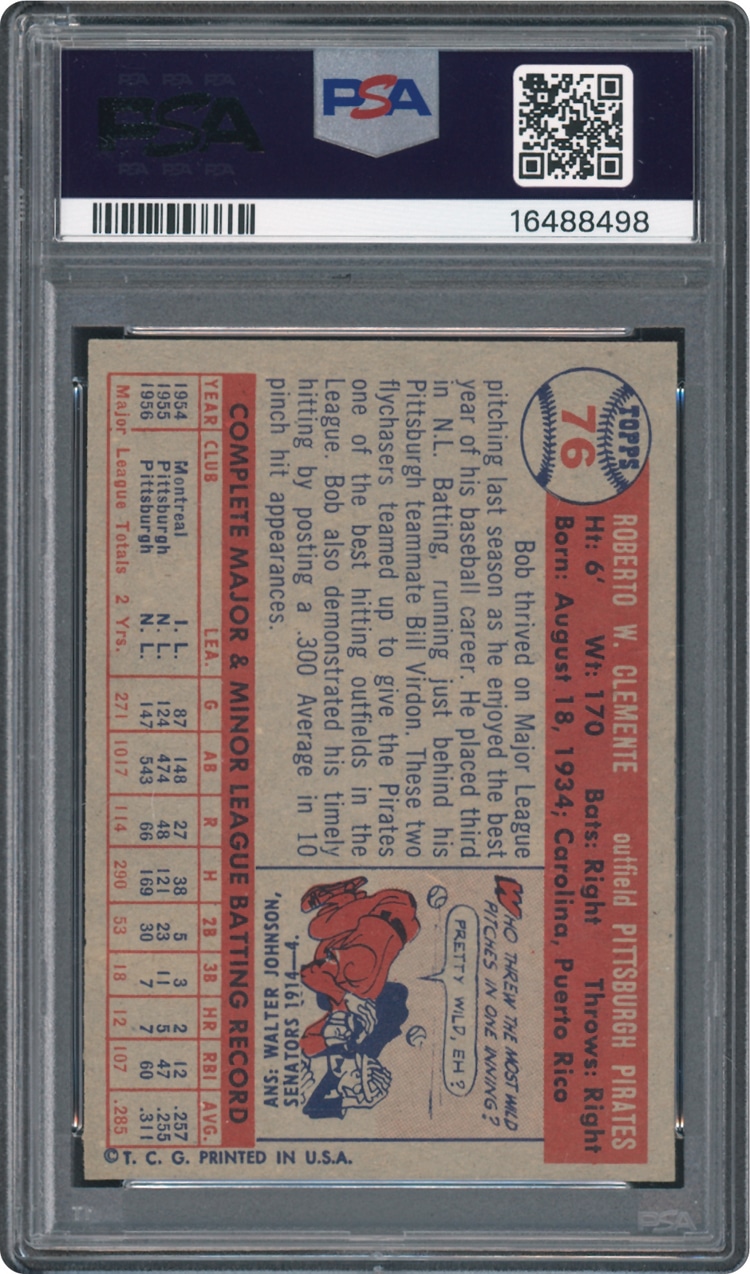 PSA PSA PSA
PSA
PSA PSA PSA
PSA
16488498
TOPPS
76
ROBERTO W. CLEMENTE outfield PITTSBURGH PIRATES
Ht: 6' Wt: 170 Bats: Right Throws: Right
Born: August 18, 1934; Carolina, Puerto Rico
Bob thrived on Major League
pitching last season as he enjoyed the best
year of his baseball career. He placed third
in N.L. Batting, running just behind his
Pittsburgh teammate Bill Virdon. These two
flychasers teamed up to give the Pirates
one of the best hitting outfields in the
League. Bob also demonstrated his timely
hitting by posting a .300 Average in 10
pinch hit appearances.
WHO THREW THE MOST WILD
PITCHES IN ONE INNING?
PRETTY WILD, EH?
ANS: WALTER JOHNSON,
SENATORS 1914—4.
COMPLETE MAJOR & MINOR LEAGUE BATTING RECORD
YEAR CLUB LEA. G AB R H 2B 3B HR RBI AVG.
1954 Montreal I. L. 87 148 27 38 5 3 2 12 .257
1955 Pittsburgh N. L. 124 474 48 121 23 11 5 47 .255
1956 Pittsburgh N. L. 147 543 66 169 30 7 7 60 .311
Major League Totals 2 Yrs. 271 1017 114 290 53 18 12 107 .285
©T. C. G. PRINTED IN U.S.A.
PSA